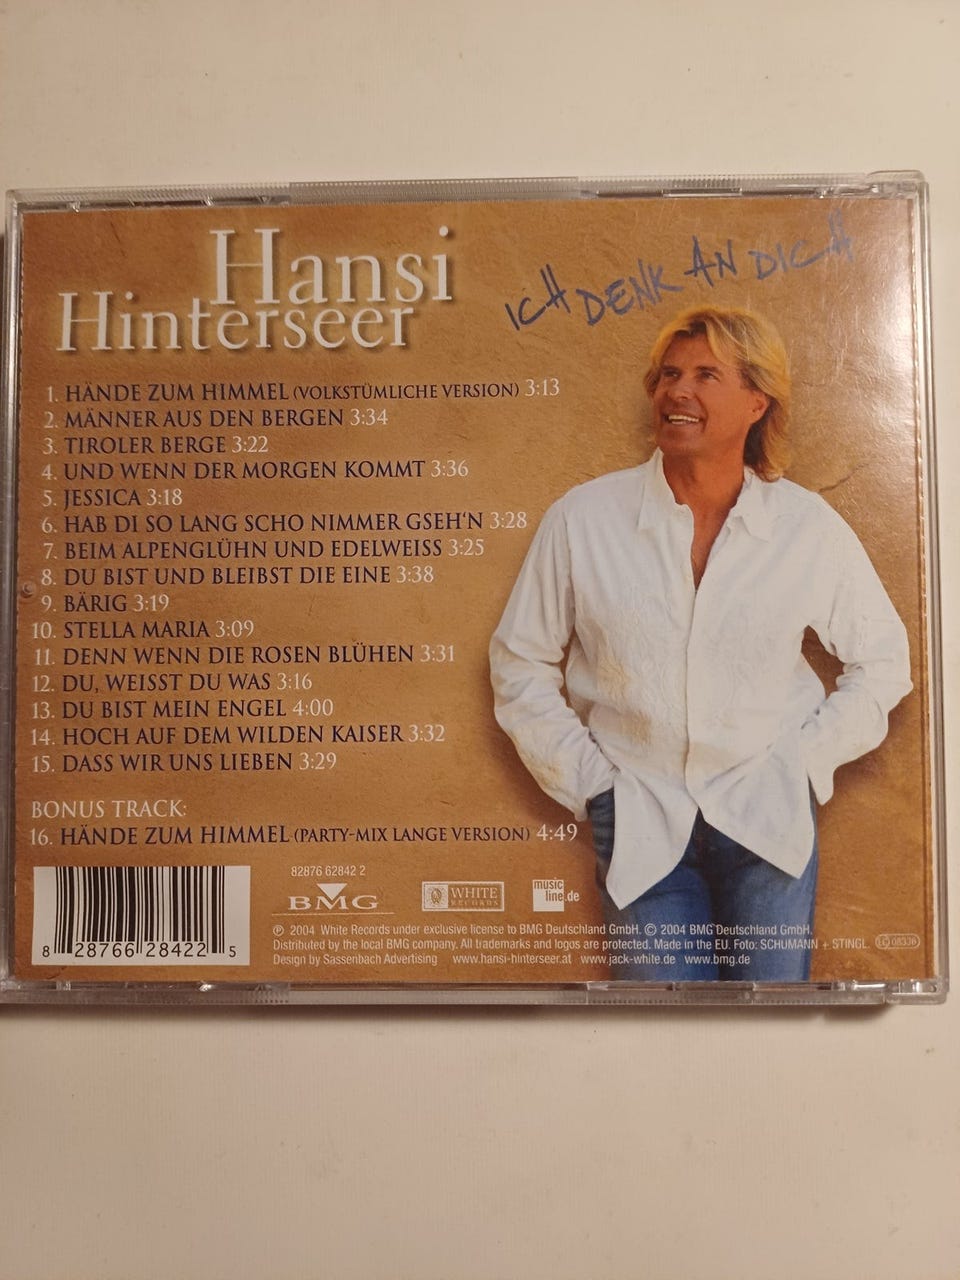 Hansi
Hinterseer
ICH DENK AN DICH
1. HÄNDE ZUM HIMMEL (VOLKSTÜMLICHE VERSION) 3:13
2. MÄNNER AUS DEN BERGEN 3:34
3. TIROLER BERGE 3:22
4. UND WENN DER MORGEN KOMMT 3:36
5. JESSICA 3:18
6. HAB DI SO LANG SCHO NIMMER GSEH'N 3:28
7. BEIM ALPENGLÜHN UND EDELWEISS 3:25
8. DU BIST UND BLEIBST DIE EINE 3:38
9. BÄRIG 3:19
10. STELLA MARIA 3:09
11. DENN WENN DIE ROSEN BLÜHEN 3:31
12. DU, WEISST DU WAS 3:16
13. DU BIST MEIN ENGEL 4:00
14. HOCH AUF DEM WILDEN KAISER 3:32
15. DASS WIR UNS LIEBEN 3:29
BONUS TRACK:
16. HÄNDE ZUM HIMMEL (PARTY-MIX LANGE VERSION) 4:49
8 28766 28422 5
82876 62842 2
BMG
WHITE
RECORDS
music
line.de
℗ 2004 White Records under exclusive license to BMG Deutschland GmbH. © 2004 BMG Deutschland GmbH.
Distributed by the local BMG company. All trademarks and logos are protected. Made in the EU. Foto: SCHUMANN + STINGL.
LC 08336
Design by Sassenbach Advertising www.hansi-hinterseer.at www.jack-white.de www.bmg.de